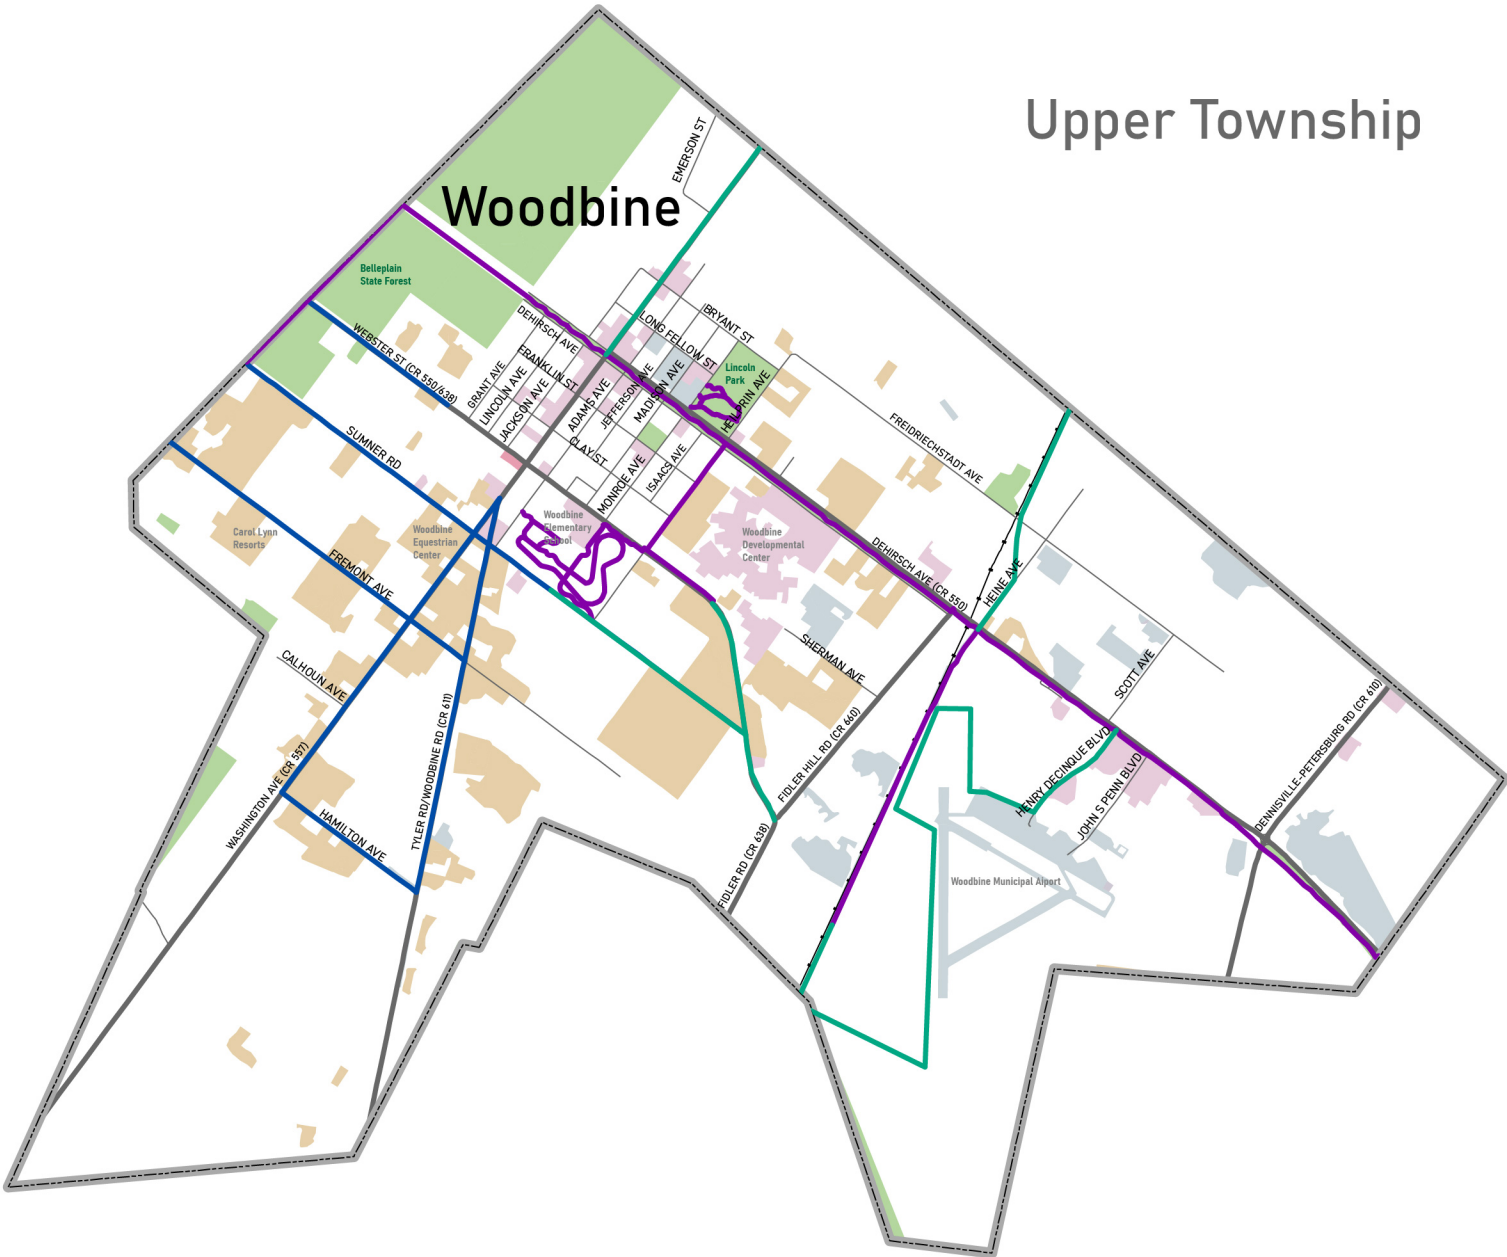 Upper Township
Woodbine
EMERSON ST
Belleplain
State Forest
BRYANT ST
LONG FELLOW ST
DEHIRSCH AVE
WEBSTER ST (CR 550/638)
FRANKLIN ST
GRANT AVE
LINCOLN AVE
JACKSON AVE
ADAMS AVE
JEFFERSON AVE
MADISON AVE
Lincoln
Park
HEILPRIN AVE
FREIDRIECHSTADT AVE
SUMNER RD
CLAY ST
MONROE AVE
ISAACS AVE
Woodbine
Elementary
School
Carol Lynn
Resorts
Woodbine
Equestrian
Center
Woodbine
Developmental
Center
FREMONT AVE
DEHIRSCH AVE (CR 550)
HEINE AVE
SHERMAN AVE
SCOTT AVE
CALHOUN AVE
TYLER RD/WOODBINE RD (CR 611)
WASHINGTON AVE (CR 557)
FIDLER HILL RD (CR 660)
HENRY DECINQUE BLVD
JOHN S PENN BLVD
DENNISVILLE-PETERSBURG RD (CR 610)
HAMILTON AVE
FIDLER RD (CR 638)
Woodbine Municipal Aiport